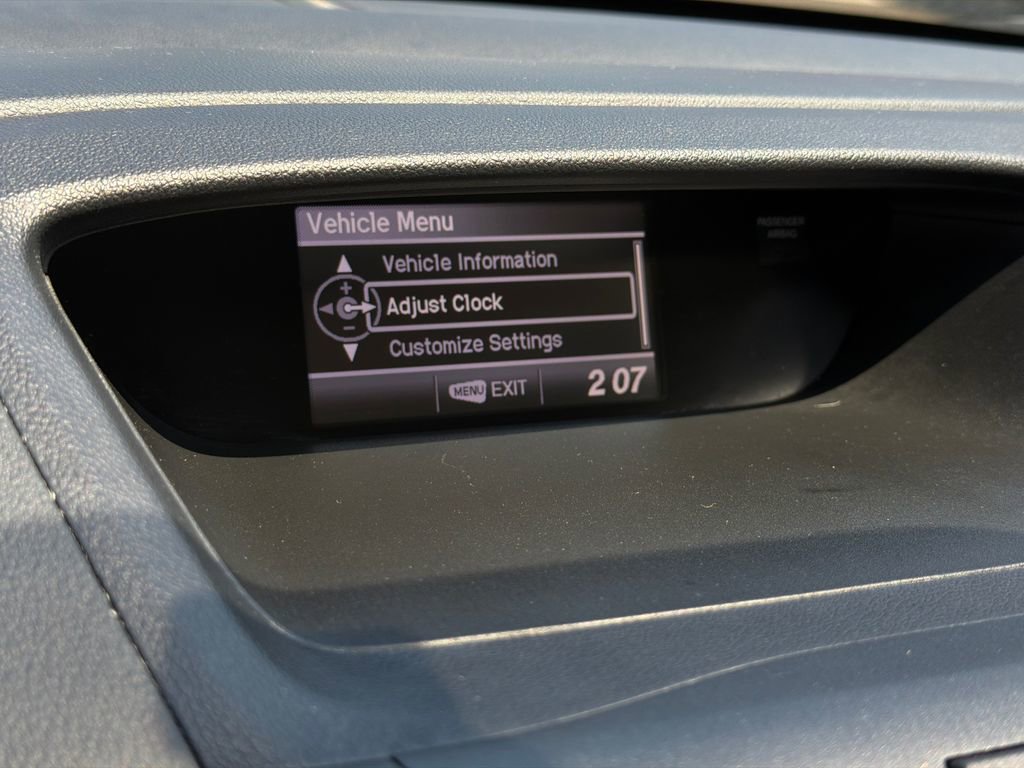 Vehicle Menu
PASSENGER
AIRBAG
Vehicle Information
+
Adjust Clock
−
Customize Settings
MENU EXIT
2 07